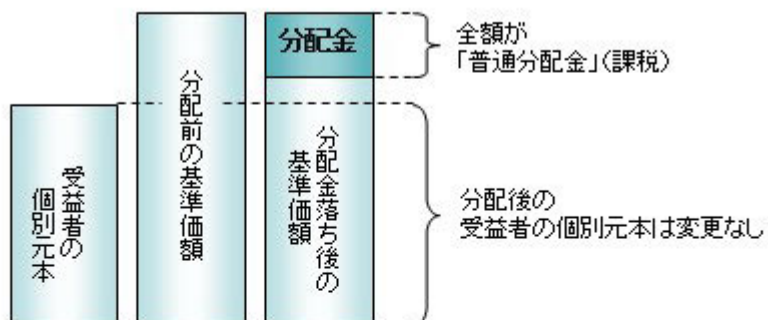 受益者の
個別元本
分配前の基準価額
分配金
分配金落ち後の
基準価額
全額が
「普通分配金」(課税)
分配後の
受益者の個別元本は変更なし